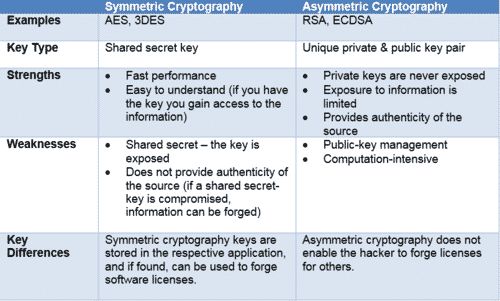 Symmetric Cryptography Asymmetric Cryptography
Examples AES, 3DES RSA, ECDSA
Key Type Shared secret key Unique private & public key pair
Strengths
• Fast performance
• Easy to understand (if you have
the key you gain access to the
information)
• Private keys are never exposed
• Exposure to information is
limited
• Provides authenticity of the
source
Weaknesses
• Shared secret – the key is
exposed
• Does not provide authenticity of
the source (if a shared secret-
key is compromised,
information can be forged)
• Public-key management
• Computation-intensive
Key
Differences
Symmetric cryptography keys are
stored in the respective application,
and if found, can be used to forge
software licenses.
Asymmetric cryptography does not
enable the hacker to forge licenses
for others.